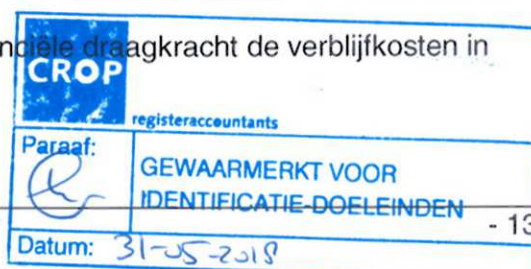 nciële draagkracht de verblijfkosten in
CROP
registeraccountants
Paraaf:
GEWAARMERKT VOOR
IDENTIFICATIE-DOELEINDEN
- 13
Datum: 31-05-2018